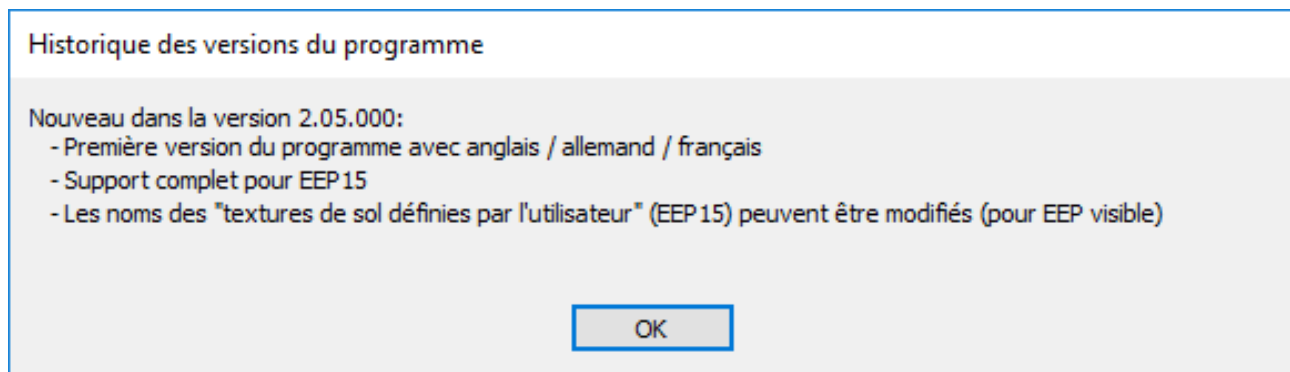 Historique des versions du programme
Nouveau dans la version 2.05.000:
- Première version du programme avec anglais / allemand / français
- Support complet pour EEP15
- Les noms des "textures de sol définies par l'utilisateur" (EEP15) peuvent être modifiés (pour EEP visible)
OK